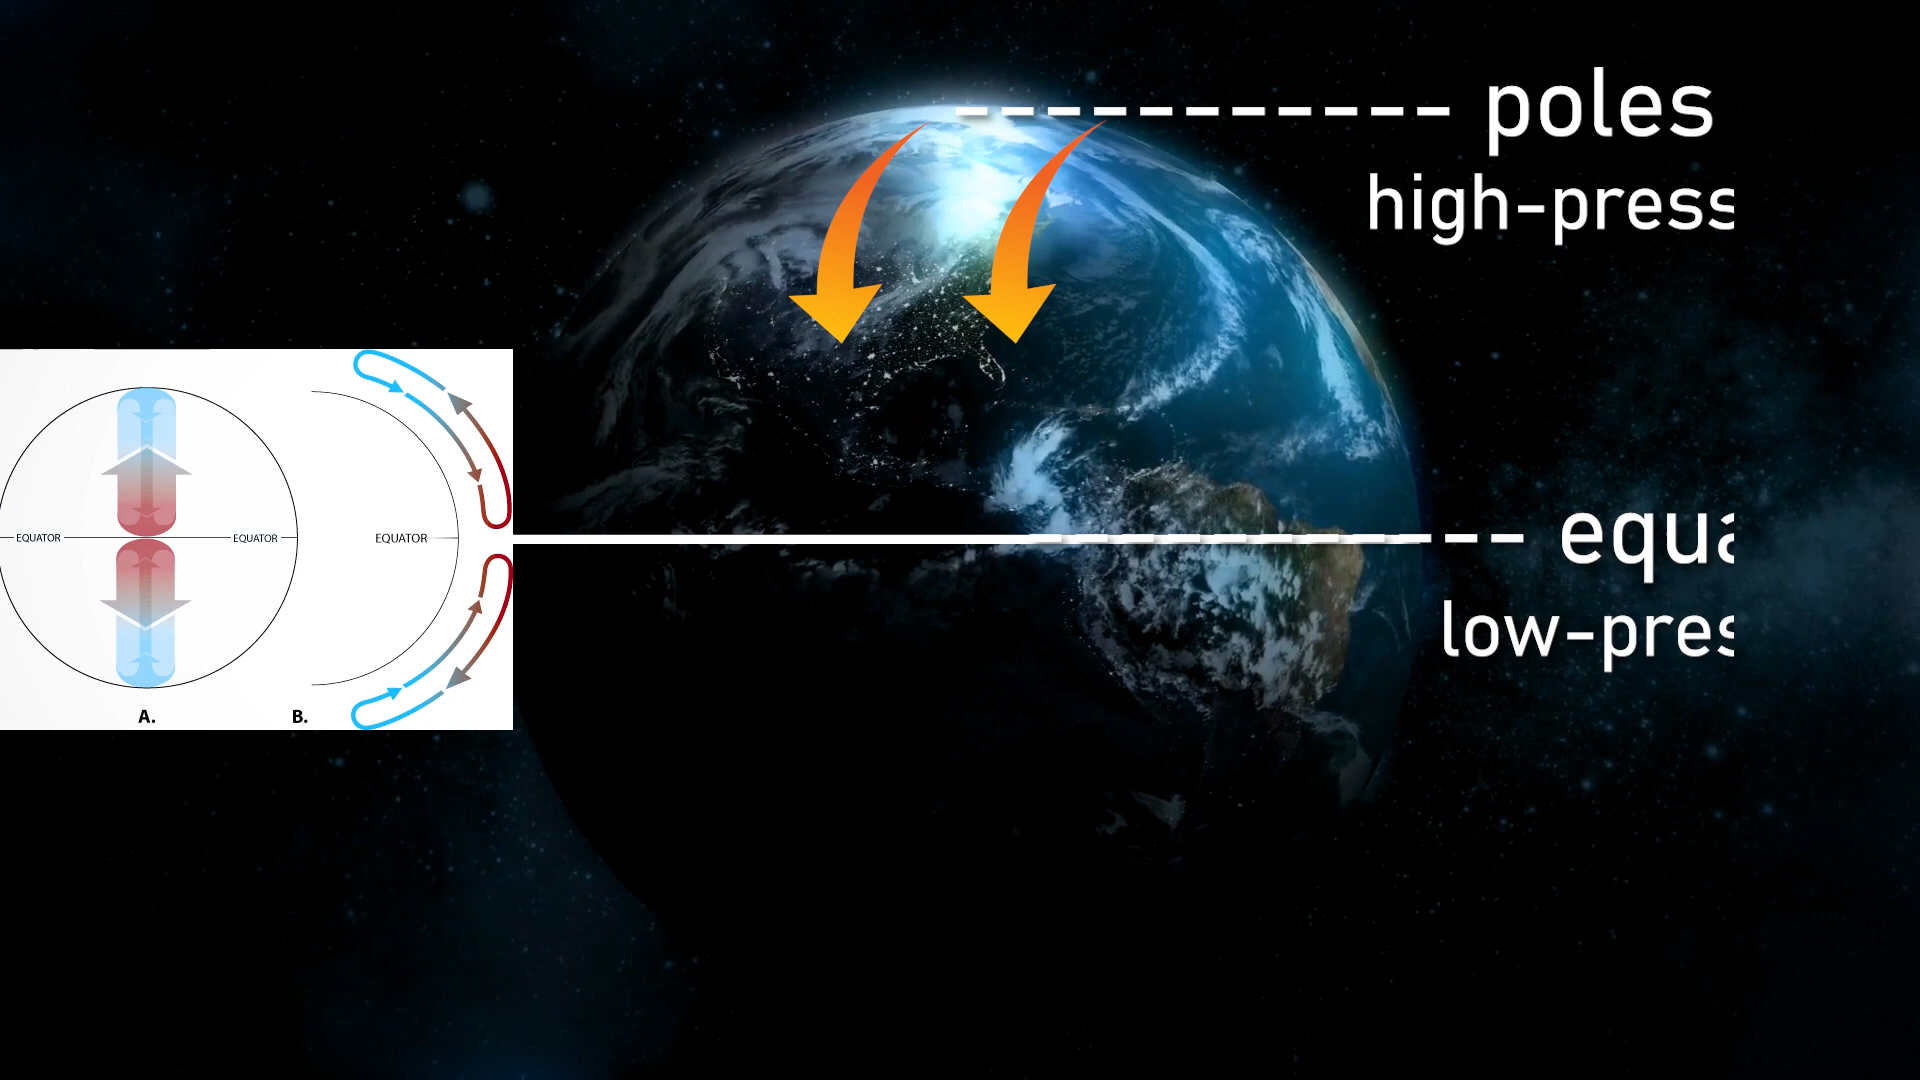 poles
high-press
equa
low-pres
EQUATOR EQUATOR EQUATOR
A. B.